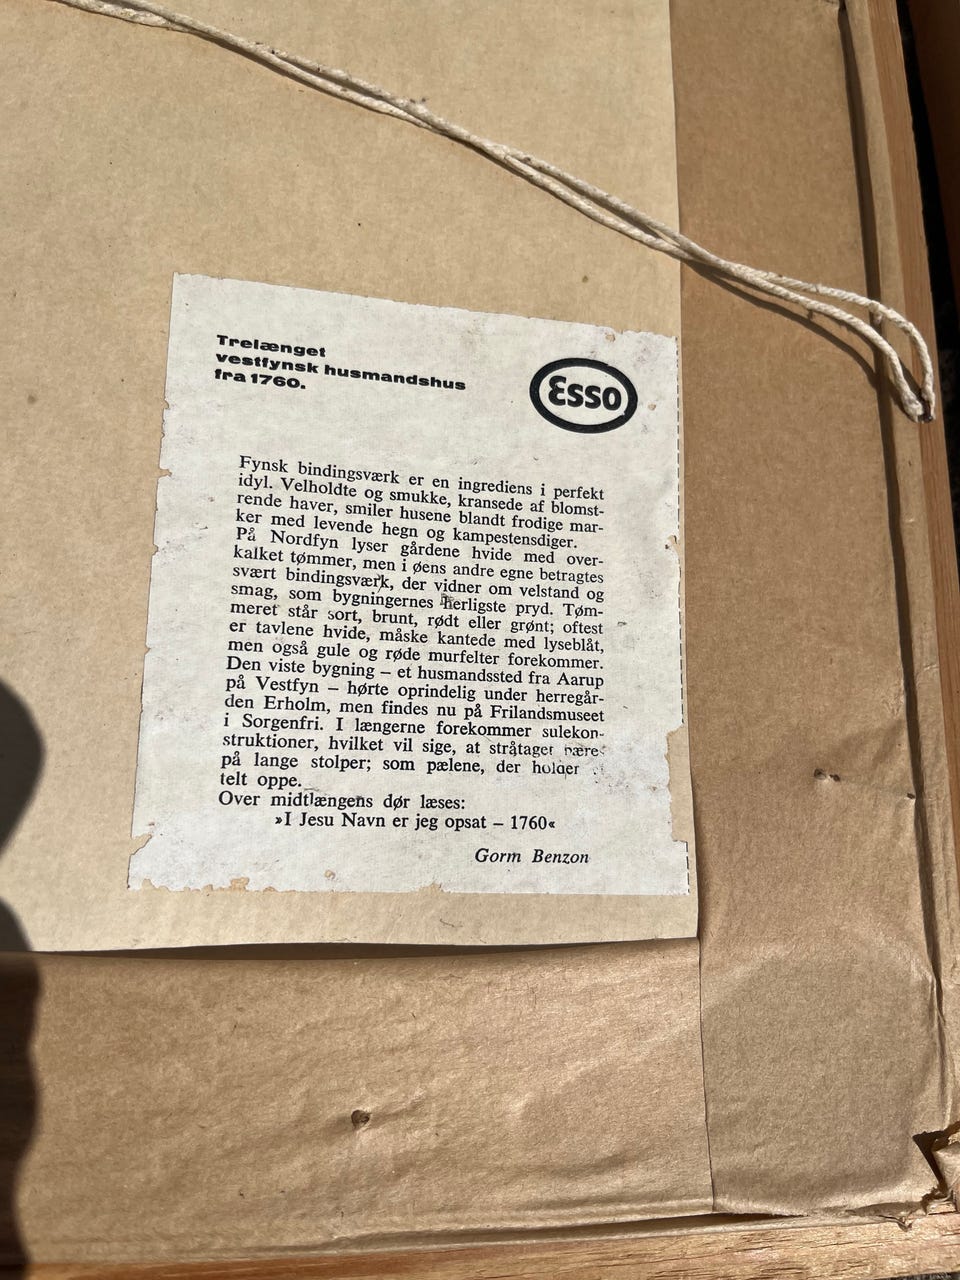 Trelænget
vestfynsk husmandshus
fra 1760.
Esso
Fynsk bindingsværk er en ingrediens i perfekt
idyl. Velholdte og smukke, kransede af blomst-
rende haver, smiler husene blandt frodige mar-
ker med levende hegn og kampestensdiger.
På Nordfyn lyser gårdene hvide med over-
kalket tømmer, men i øens andre egne betragtes
svært bindingsværk, der vidner om velstand og
smag, som bygningernes herligste pryd. Tøm-
meret står sort, brunt, rødt eller grønt; oftest
er tavlene hvide, måske kantede med lyseblåt,
men også gule og røde murfelter forekommer.
Den viste bygning – et husmandssted fra Aarup
på Vestfyn – hørte oprindelig under herregår-
den Erholm, men findes nu på Frilandsmuseet
i Sorgenfri. I længerne forekommer sulekon-
struktioner, hvilket vil sige, at stråtaget bæres
på lange stolper; som pælene, der holder
telt oppe.
Over midtlængens dør læses:
»I Jesu Navn er jeg opsat – 1760«
Gorm Benzon